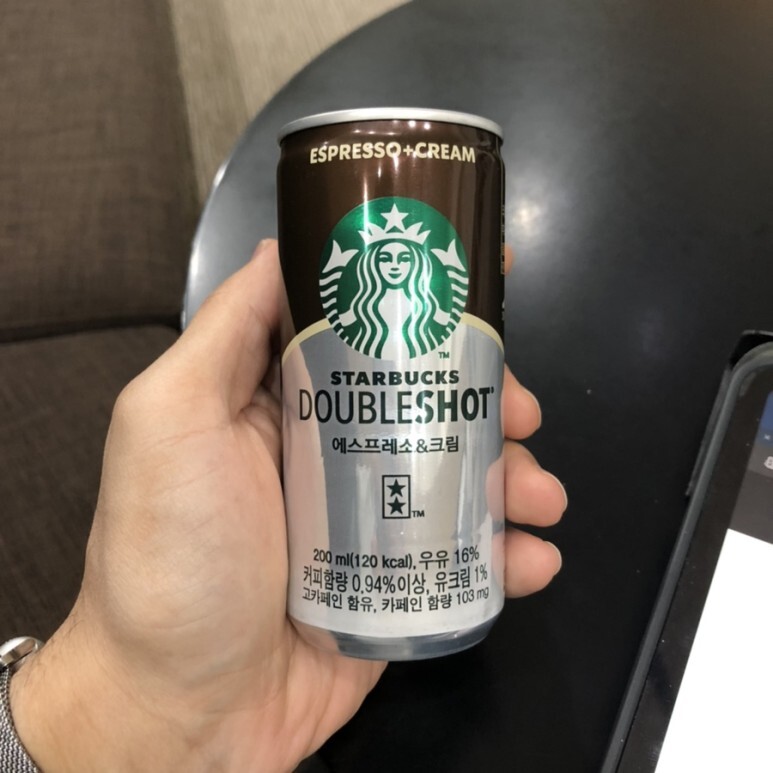 ESPRESSO+CREAM
TM
STARBUCKS
DOUBLESHOT®
에스프레소&크림
TM
200 ml(120 kcal), 우유 16%
커피함량 0.94%이상, 유크림 1%
고카페인 함유, 카페인 함량 103 mg